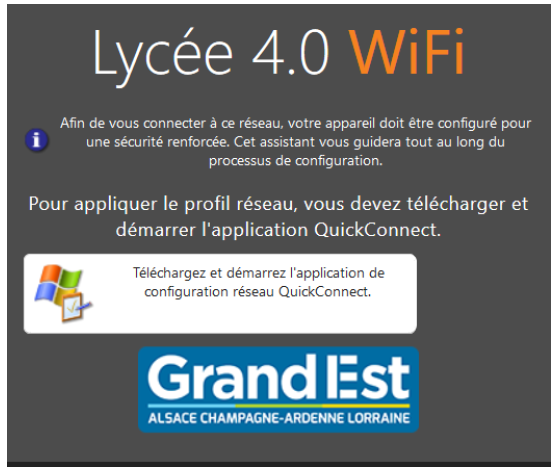 Lycée 4.0 WiFi
Afin de vous connecter à ce réseau, votre appareil doit être configuré pour
une sécurité renforcée. Cet assistant vous guidera tout au long du
processus de configuration.
Pour appliquer le profil réseau, vous devez télécharger et
démarrer l'application QuickConnect.
Téléchargez et démarrez l'application de
configuration réseau QuickConnect.
Grand Est
ALSACE CHAMPAGNE-ARDENNE LORRAINE